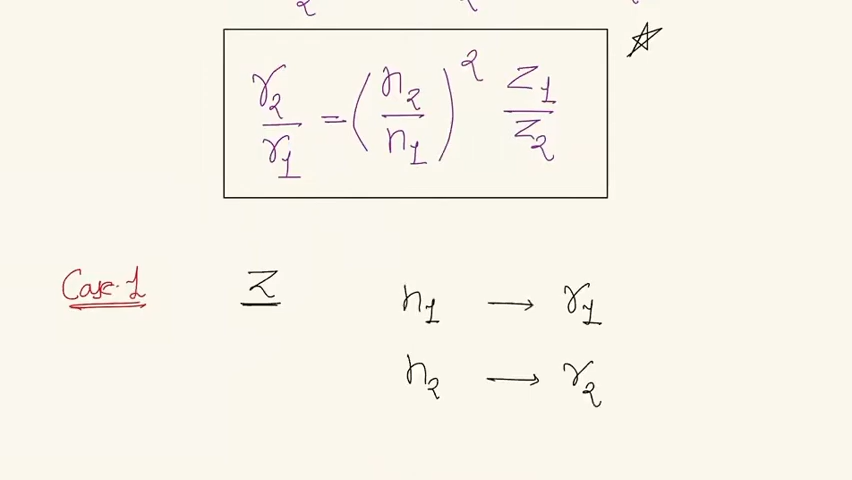 r₂/r₁ = (n₂/n₁)² Z₁/Z₂
Case-1 Z n₁ → r₁
n₂ → r₂